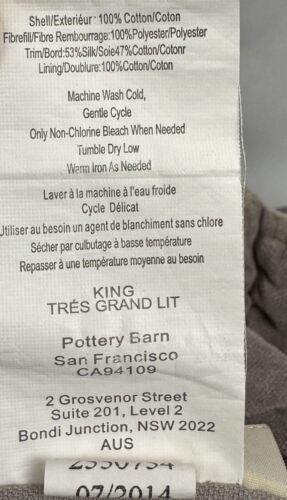 Shell/Exteriéur: 100% Cotton/Coton
Fibrefill/Fibre Rembourrage:100%Polyester/Polyester
Trim/Bord:53%Silk/Soie47%Cotton/Cotonr
Lining/Doublure:100%Cotton/Coton
Machine Wash Cold,
Gentle Cycle
Only Non-Chlorine Bleach When Needed
Tumble Dry Low
Warm Iron As Needed
Laver à la machine à l'eau froide
Cycle Délicat
Utiliser au besoin un agent de blanchiment sans chlore
Sécher par culbutage à basse température
Repasser à une température moyenne au besoin
KING
TRÉS GRAND LIT
Pottery Barn
San Francisco
CA94109
2 Grosvenor Street
Suite 201, Level 2
Bondi Junction, NSW 2022
AUS
2550754
07/2014